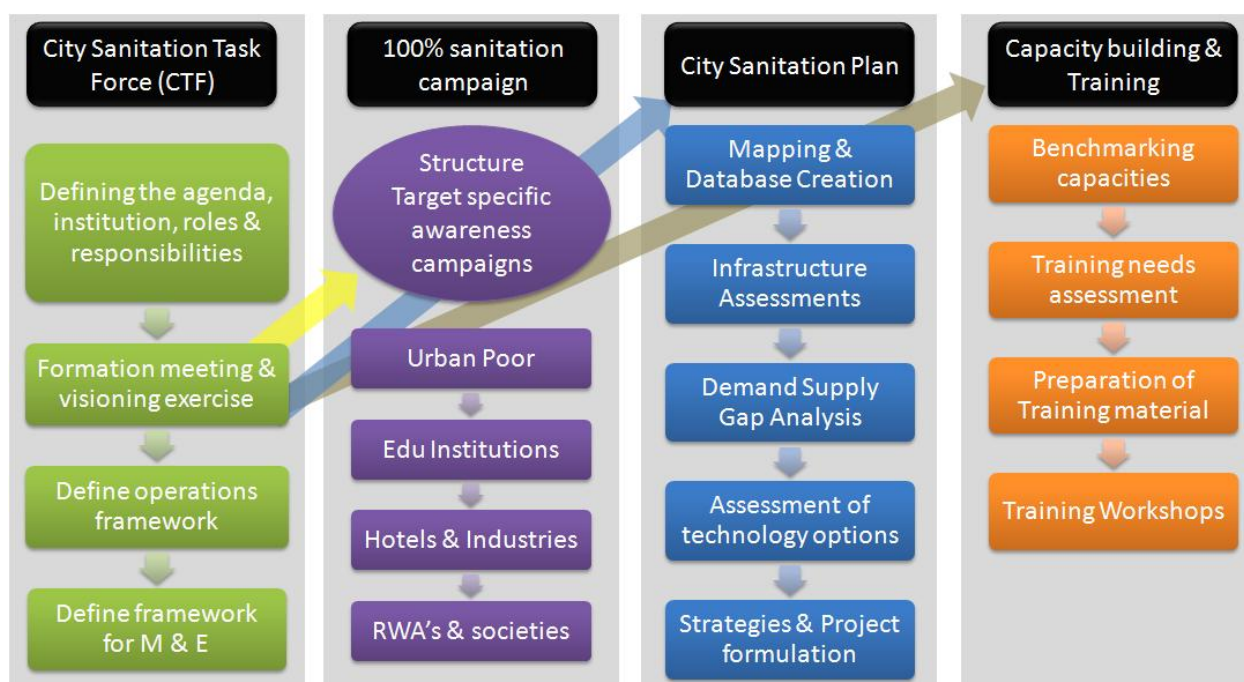 City Sanitation Task
Force (CTF)
Defining the agenda,
institution, roles &
responsibilities
Formation meeting &
visioning exercise
Define operations
framework
Define framework
for M & E
100% sanitation
campaign
Structure
Target specific
awareness
campaigns
Urban Poor
Edu Institutions
Hotels & Industries
RWA's & societies
City Sanitation Plan
Mapping &
Database Creation
Infrastructure
Assessments
Demand Supply
Gap Analysis
Assessment of
technology options
Strategies & Project
formulation
Capacity building &
Training
Benchmarking
capacities
Training needs
assessment
Preparation of
Training material
Training Workshops